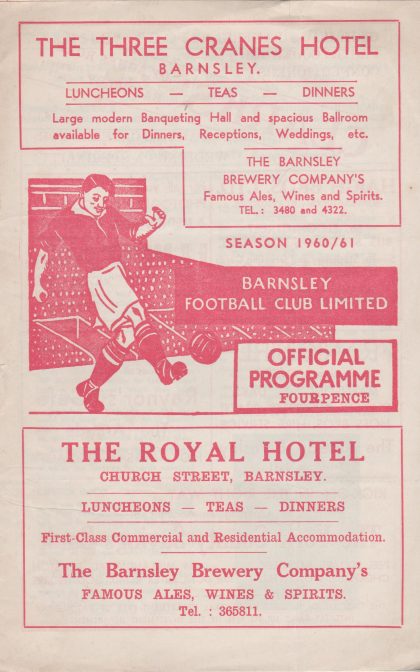 THE THREE CRANES HOTEL
BARNSLEY.
LUNCHEONS — TEAS — DINNERS
Large modern Banqueting Hall and spacious Ballroom
available for Dinners, Receptions, Weddings, etc.
THE BARNSLEY
BREWERY COMPANY'S
Famous Ales, Wines and Spirits.
TEL.: 3480 and 4322.
SEASON 1960/61
BARNSLEY
FOOTBALL CLUB LIMITED
OFFICIAL
PROGRAMME
FOURPENCE
THE ROYAL HOTEL
CHURCH STREET, BARNSLEY.
LUNCHEONS — TEAS — DINNERS
First-Class Commercial and Residential Accommodation.
The Barnsley Brewery Company's
FAMOUS ALES, WINES & SPIRITS.
Tel. : 365811.